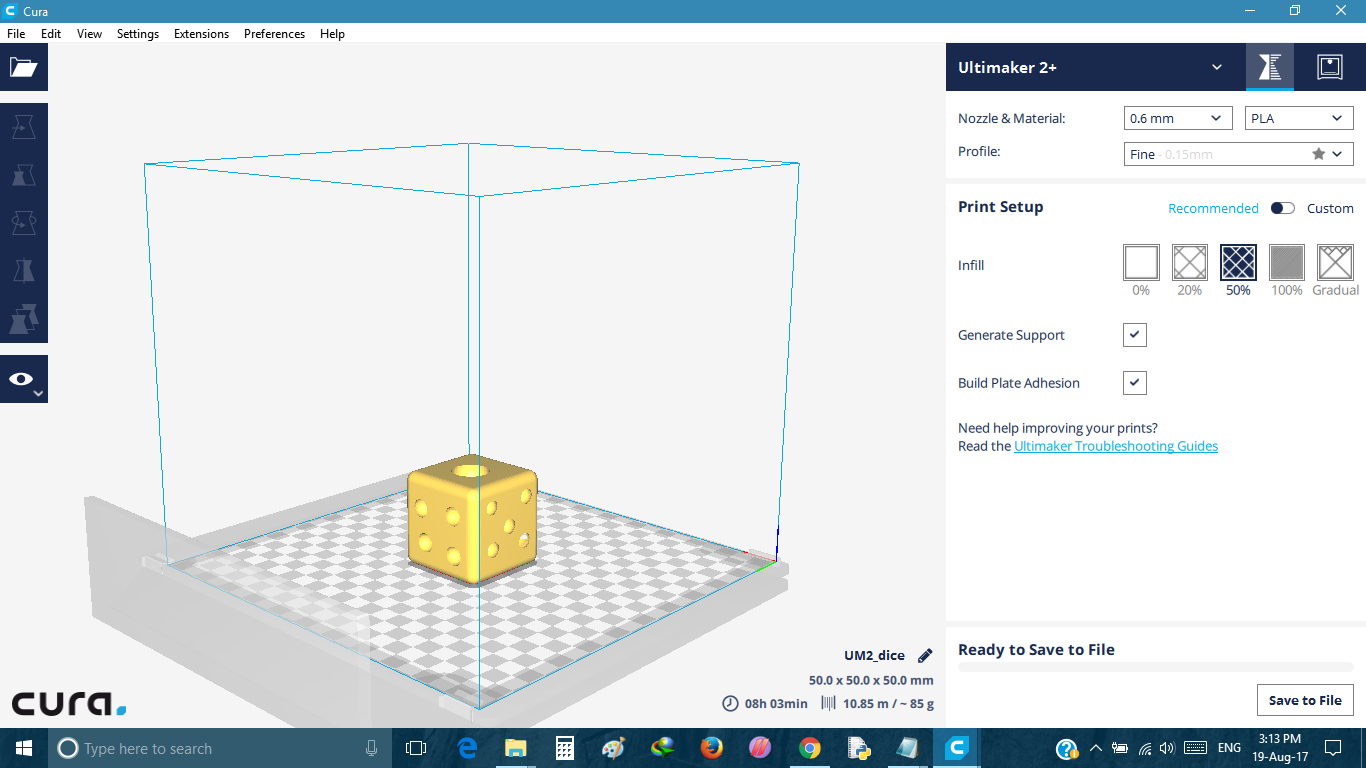 Cura
File Edit View Settings Extensions Preferences Help
Ultimaker 2+
Nozzle & Material: 0.6 mm PLA
Profile: Fine - 0.15mm
Print Setup Recommended Custom
Infill
0% 20% 50% 100% Gradual
Generate Support
Build Plate Adhesion
Need help improving your prints?
Read the Ultimaker Troubleshooting Guides
UM2_dice
50.0 x 50.0 x 50.0 mm
08h 03min 10.85 m / ~ 85 g
Ready to Save to File
Save to File
cura.
Type here to search
ENG
3:13 PM
19-Aug-17